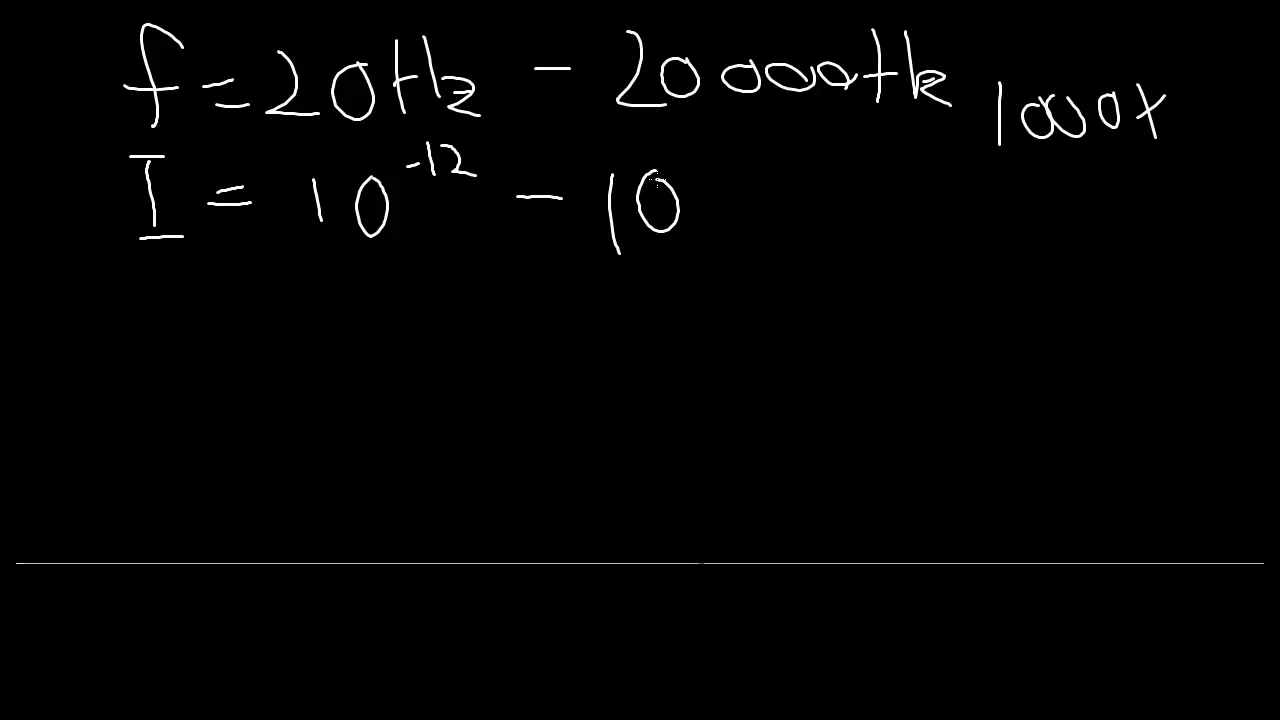 f = 20Hz - 20000Hz 1000x
I = 10⁻¹² - 10